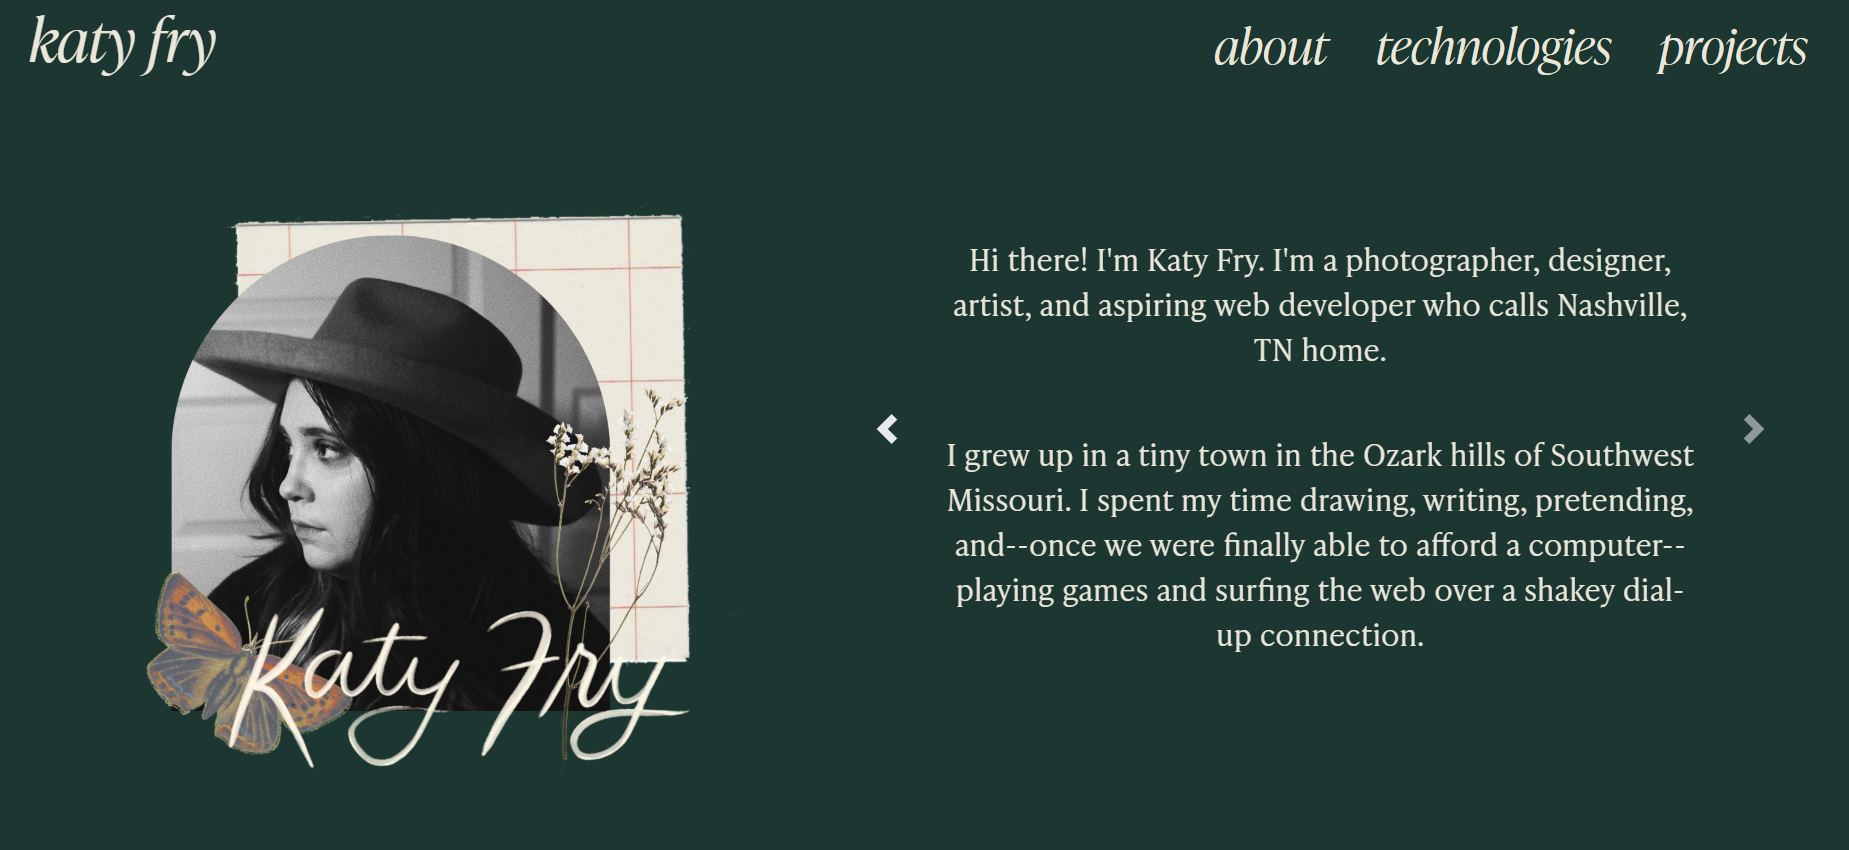 katy fry
about technologies projects
Hi there! I'm Katy Fry. I'm a photographer, designer,
artist, and aspiring web developer who calls Nashville,
TN home.
I grew up in a tiny town in the Ozark hills of Southwest
Missouri. I spent my time drawing, writing, pretending,
and--once we were finally able to afford a computer--
playing games and surfing the web over a shakey dial-
up connection.
Katy Fry